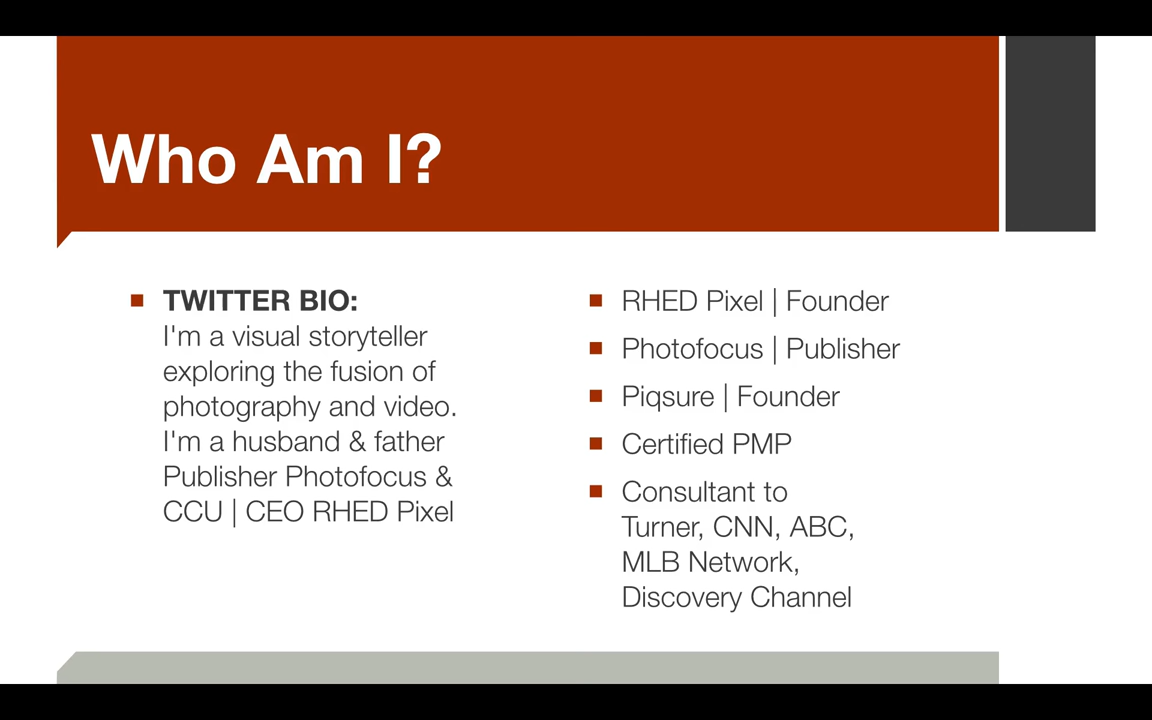 Who Am I?
TWITTER BIO:
I'm a visual storyteller
exploring the fusion of
photography and video.
I'm a husband & father
Publisher Photofocus &
CCU | CEO RHED Pixel
RHED Pixel | Founder
Photofocus | Publisher
Piqsure | Founder
Certified PMP
Consultant to
Turner, CNN, ABC,
MLB Network,
Discovery Channel